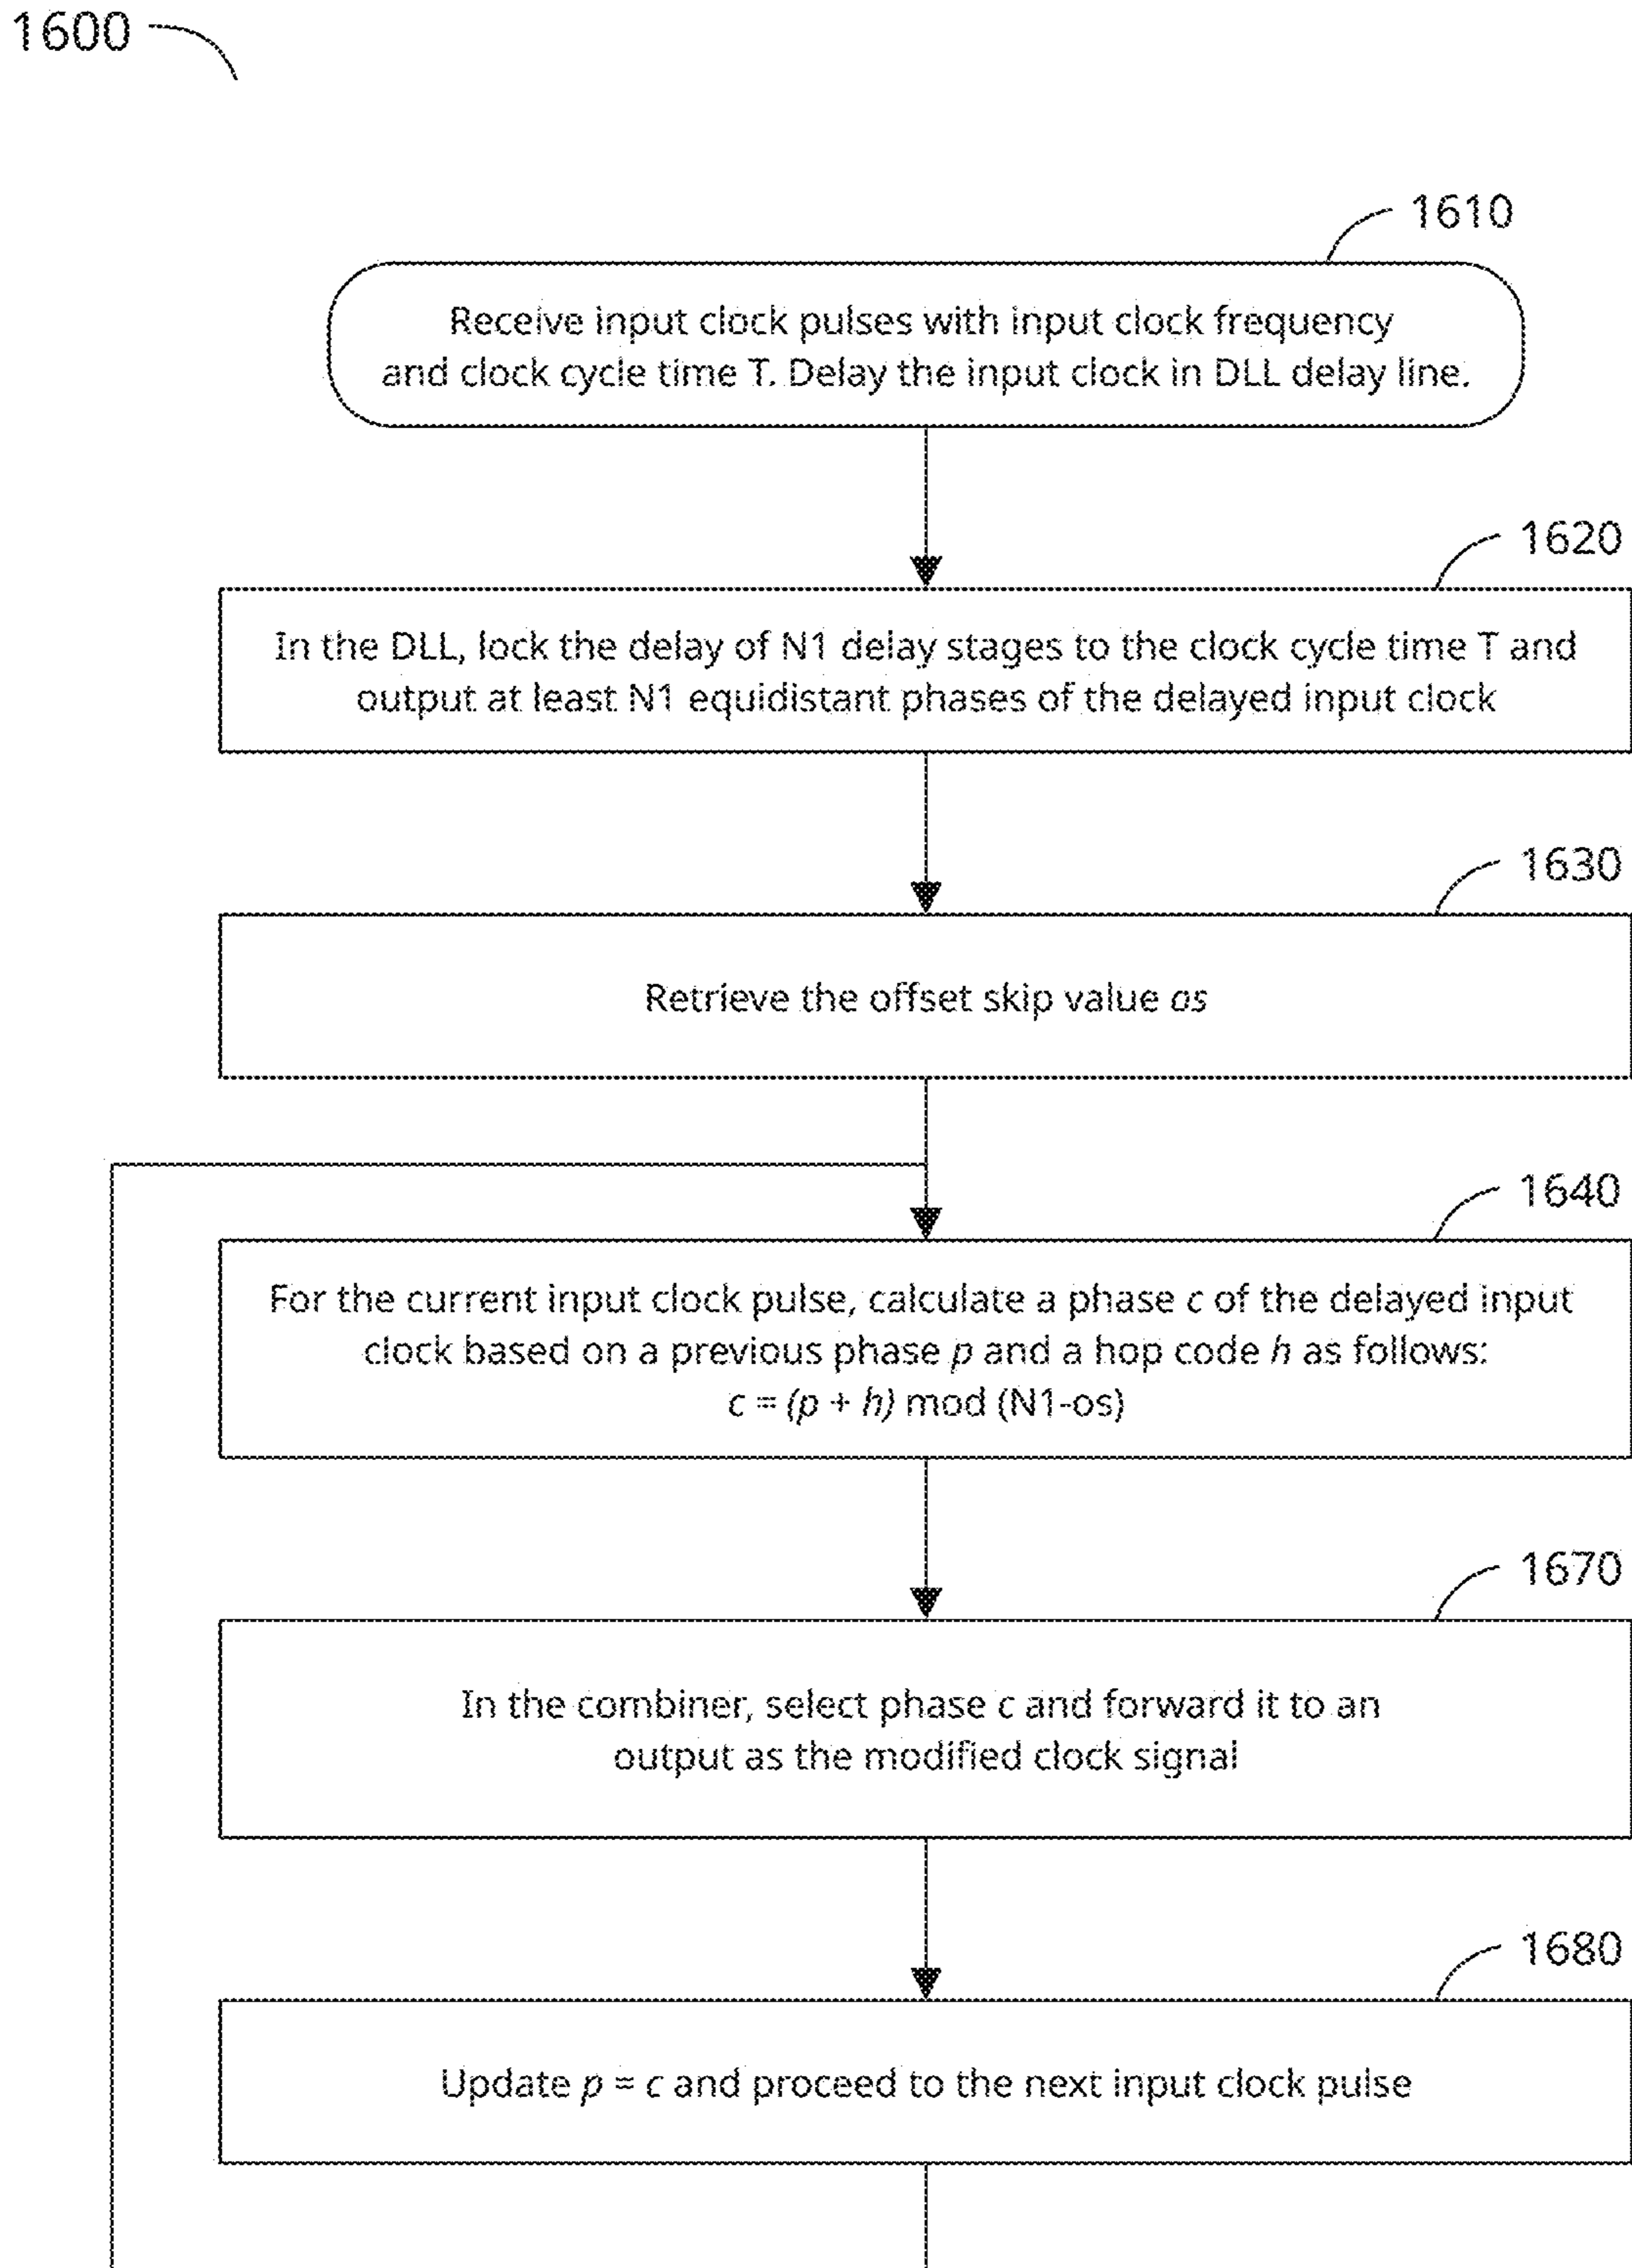 1600
1610
Receive input clock pulses with input clock frequency
and clock cycle time T. Delay the input clock in DLL delay line.
1620
In the DLL, lock the delay of N1 delay stages to the clock cycle time T and
output at least N1 equidistant phases of the delayed input clock
1630
Retrieve the offset skip value os
1640
For the current input clock pulse, calculate a phase c of the delayed input
clock based on a previous phase p and a hop code h as follows:
c = (p + h) mod (N1-os)
1670
In the combiner, select phase c and forward it to an
output as the modified clock signal
1680
Update p = c and proceed to the next input clock pulse